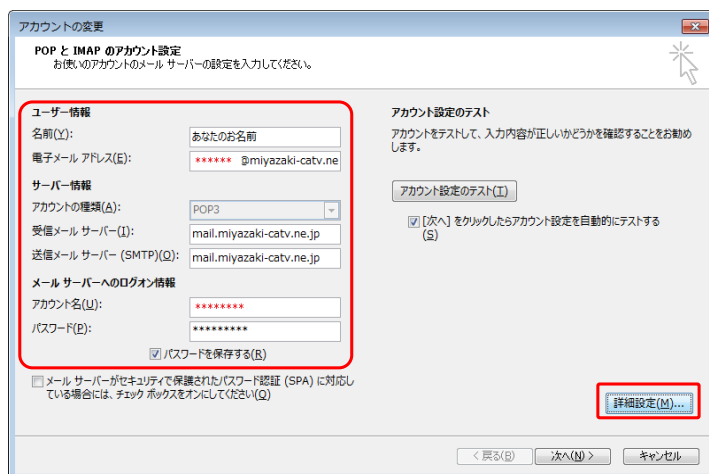 アカウントの変更
POP と IMAP のアカウント設定
お使いのアカウントのメール サーバーの設定を入力してください。
ユーザー情報
名前(Y):
あなたのお名前
電子メール アドレス(E):
****** @miyazaki-catv.ne
サーバー情報
アカウントの種類(A):
POP3
受信メール サーバー(I):
mail.miyazaki-catv.ne.jp
送信メール サーバー (SMTP)(O):
mail.miyazaki-catv.ne.jp
メール サーバーへのログオン情報
アカウント名(U):
********
パスワード(P):
*********
パスワードを保存する(R)
メール サーバーがセキュリティで保護されたパスワード認証 (SPA) に対応し
ている場合には、チェック ボックスをオンにしてください(Q)
アカウント設定のテスト
アカウントをテストして、入力内容が正しいかどうかを確認することをお勧め
します。
アカウント設定のテスト(T)
[次へ] をクリックしたらアカウント設定を自動的にテストする
(S)
詳細設定(M)...
< 戻る(B)
次へ(N) >
キャンセル